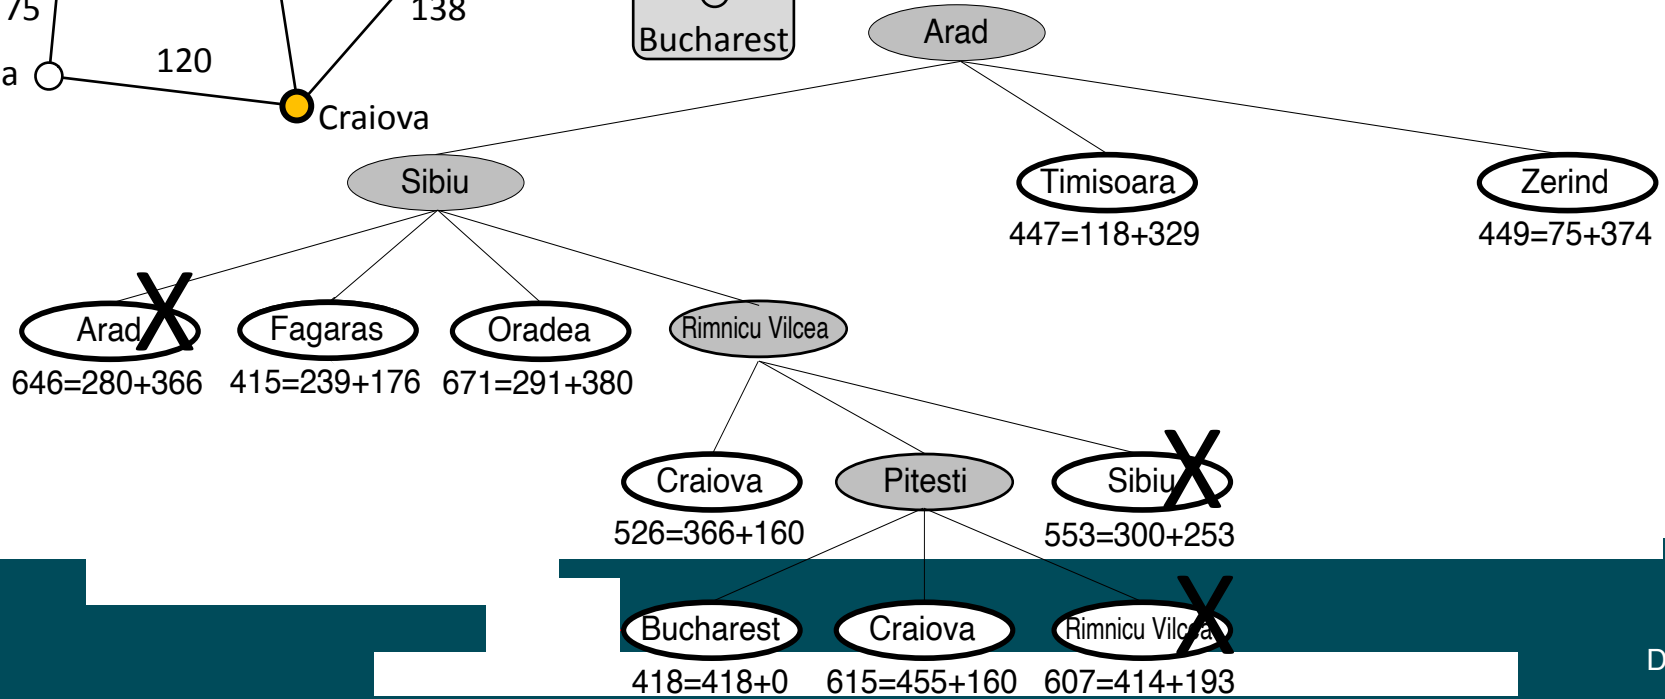 75
138
Bucharest
Arad
120
a
Craiova
Sibiu
Timisoara
Zerind
447=118+329
449=75+374
Arad
X
Fagaras
Oradea
Rimnicu Vilcea
646=280+366
415=239+176
671=291+380
Craiova
Pitesti
Sibiu
X
526=366+160
553=300+253
Bucharest
Craiova
Rimnicu Vilcea
X
418=418+0
615=455+160
607=414+193
D